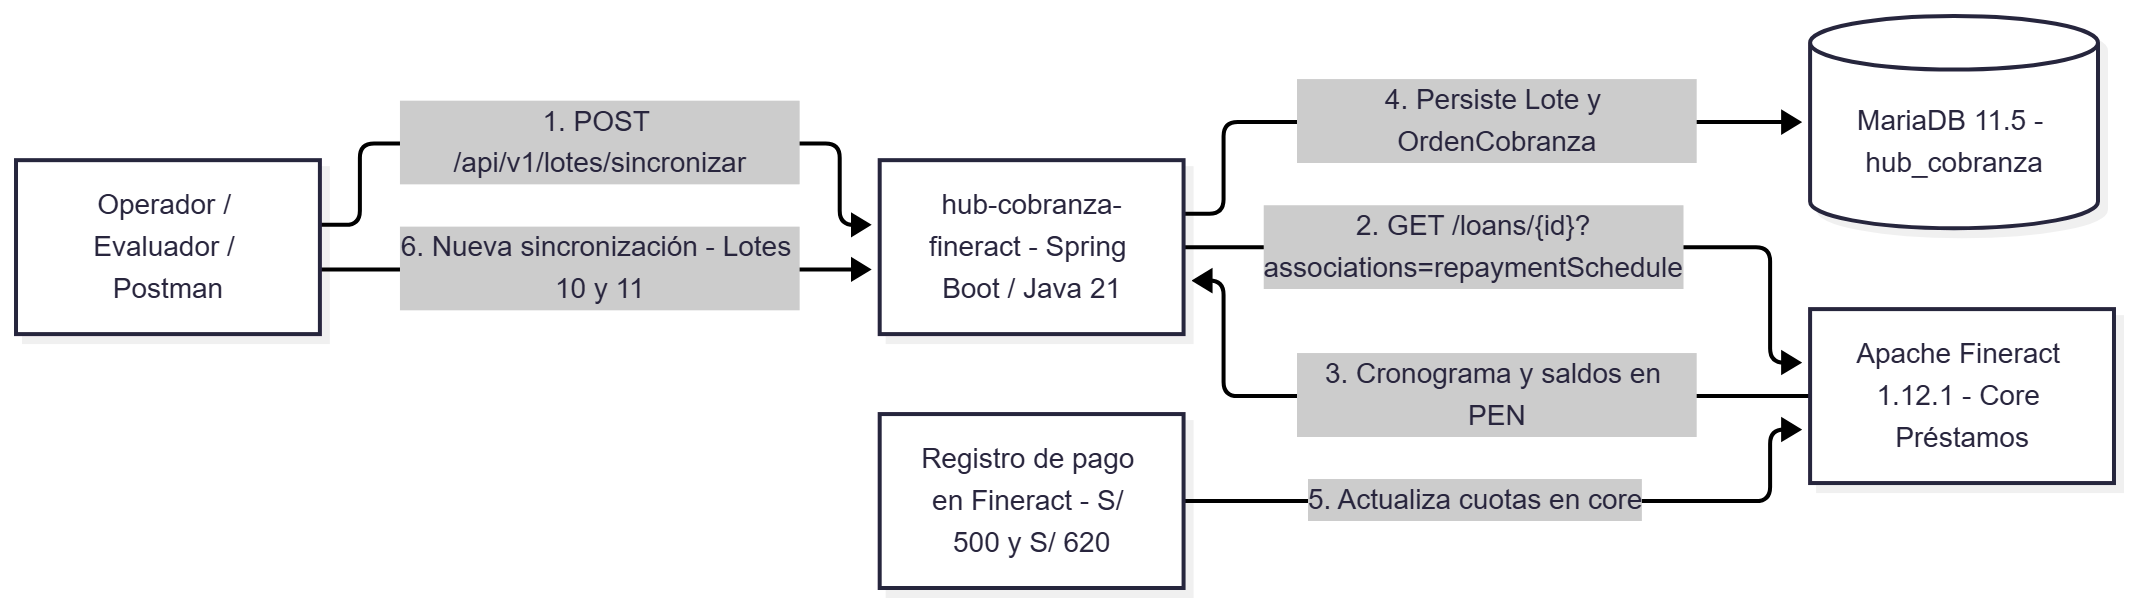 Operador /
Evaluador /
Postman
1. POST
/api/v1/lotes/sincronizar
6. Nueva sincronización - Lotes
10 y 11
hub-cobranza-
fineract - Spring
Boot / Java 21
4. Persiste Lote y
OrdenCobranza
MariaDB 11.5 -
hub_cobranza
2. GET /loans/{id}?
associations=repaymentSchedule
3. Cronograma y saldos en
PEN
Apache Fineract
1.12.1 - Core
Préstamos
Registro de pago
en Fineract - S/
500 y S/ 620
5. Actualiza cuotas en core